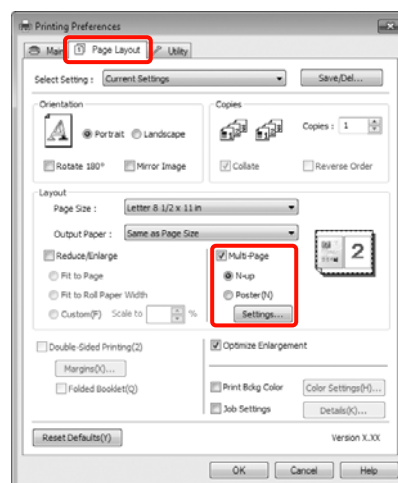 Printing Preferences
Main Page Layout Utility
Select Setting : Current Settings Save/Del...
Orientation Copies
Portrait Landscape Copies : 1
Rotate 180° Mirror Image Collate Reverse Order
Layout
Page Size : Letter 8 1/2 x 11 in
Output Paper : Same as Page Size
Reduce/Enlarge Multi-Page 2
Fit to Page N-up
Fit to Roll Paper Width Poster(N)
Custom(F) Scale to % Settings...
Double-Sided Printing(2) Optimize Enlargement
Margins(X)...
Folded Booklet(Q) Print Bckg Color Color Settings(H)...
Job Settings Details(K)...
Reset Defaults(Y) Version X.XX
OK Cancel Help